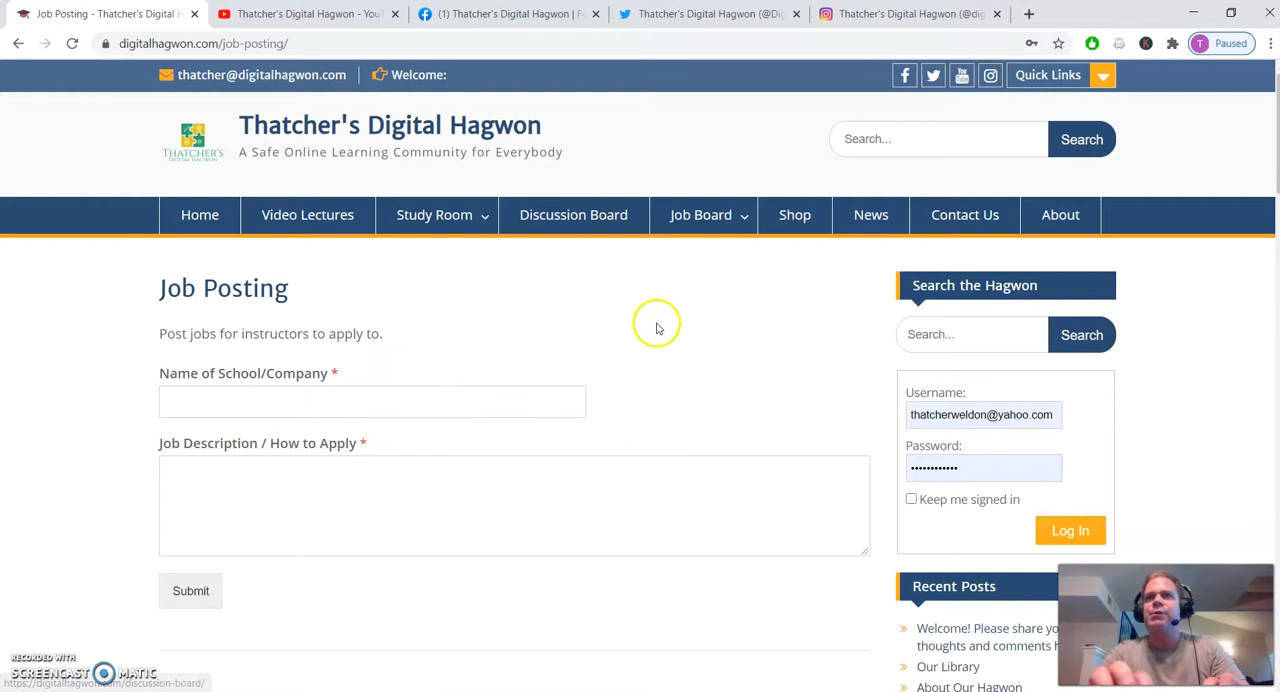 Job Posting - Thatcher's Digital H
Thatcher's Digital Hagwon - YouT
(1) Thatcher's Digital Hagwon | F
Thatcher's Digital Hagwon (@Dig
Thatcher's Digital Hagwon (@dig
digitalhagwon.com/job-posting/
T
Paused
thatcher@digitalhagwon.com
Welcome:
Quick Links
THATCHER'S
DIGITAL HAGWON
Thatcher's Digital Hagwon
A Safe Online Learning Community for Everybody
Search...
Search
Home
Video Lectures
Study Room
Discussion Board
Job Board
Shop
News
Contact Us
About
Job Posting
Post jobs for instructors to apply to.
Name of School/Company *
Job Description / How to Apply *
Submit
Search the Hagwon
Search...
Search
Username:
thatcherweldon@yahoo.com
Password:
••••••••••••
Keep me signed in
Log In
Recent Posts
Welcome! Please share yo
thoughts and comments h
Our Library
About Our Hagwon
RECORDED WITH
SCREENCAST MATIC
https://digitalhagwon.com/discussion-board/